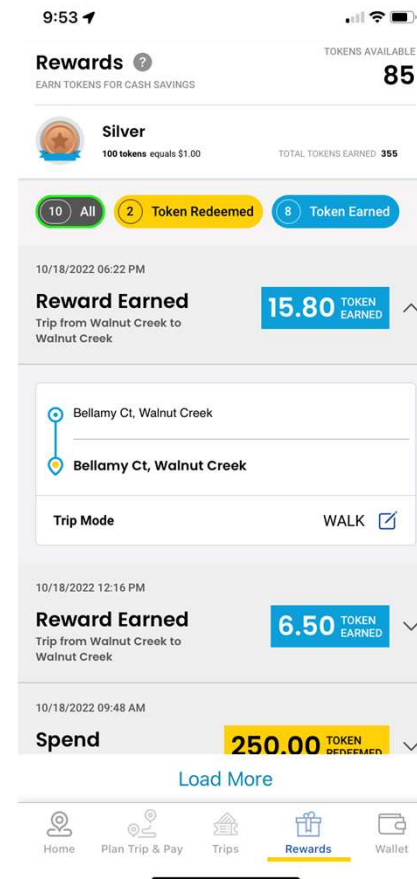 9:53
Rewards ?
TOKENS AVAILABLE
EARN TOKENS FOR CASH SAVINGS
85
Silver
100 tokens equals $1.00
TOTAL TOKENS EARNED 355
10 All
2 Token Redeemed
8 Token Earned
10/18/2022 06:22 PM
Reward Earned
Trip from Walnut Creek to
Walnut Creek
15.80 TOKEN
EARNED
Bellamy Ct, Walnut Creek
Bellamy Ct, Walnut Creek
Trip Mode
WALK
10/18/2022 12:16 PM
Reward Earned
Trip from Walnut Creek to
Walnut Creek
6.50 TOKEN
EARNED
10/18/2022 09:48 AM
Spend
250.00 TOKEN
REDEEMED
Load More
Home
Plan Trip & Pay
Trips
Rewards
Wallet